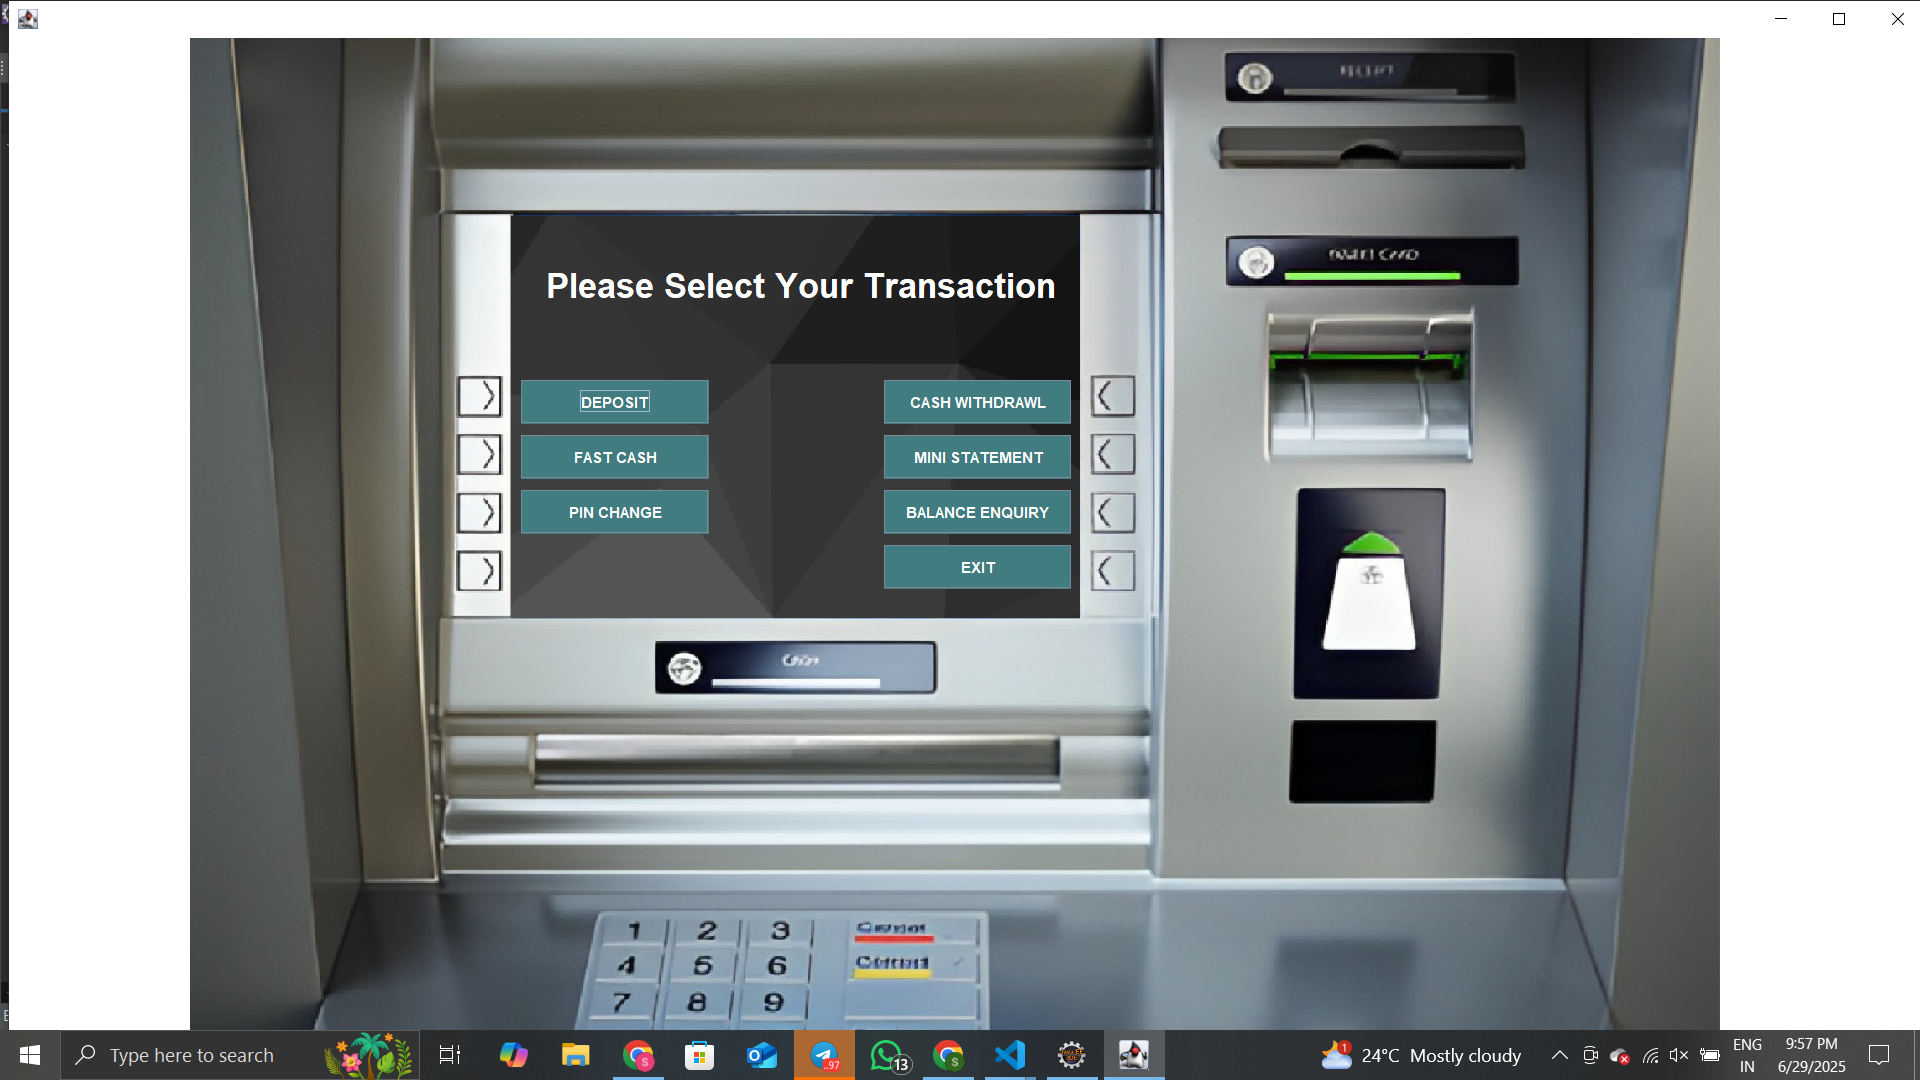 Please Select Your Transaction
DEPOSIT
CASH WITHDRAWL
FAST CASH
MINI STATEMENT
PIN CHANGE
BALANCE ENQUIRY
EXIT
1 2 3
4 5 6
7 8 9
Type here to search
S
..97
13
S
1
24°C Mostly cloudy
ENG
IN
9:57 PM
6/29/2025